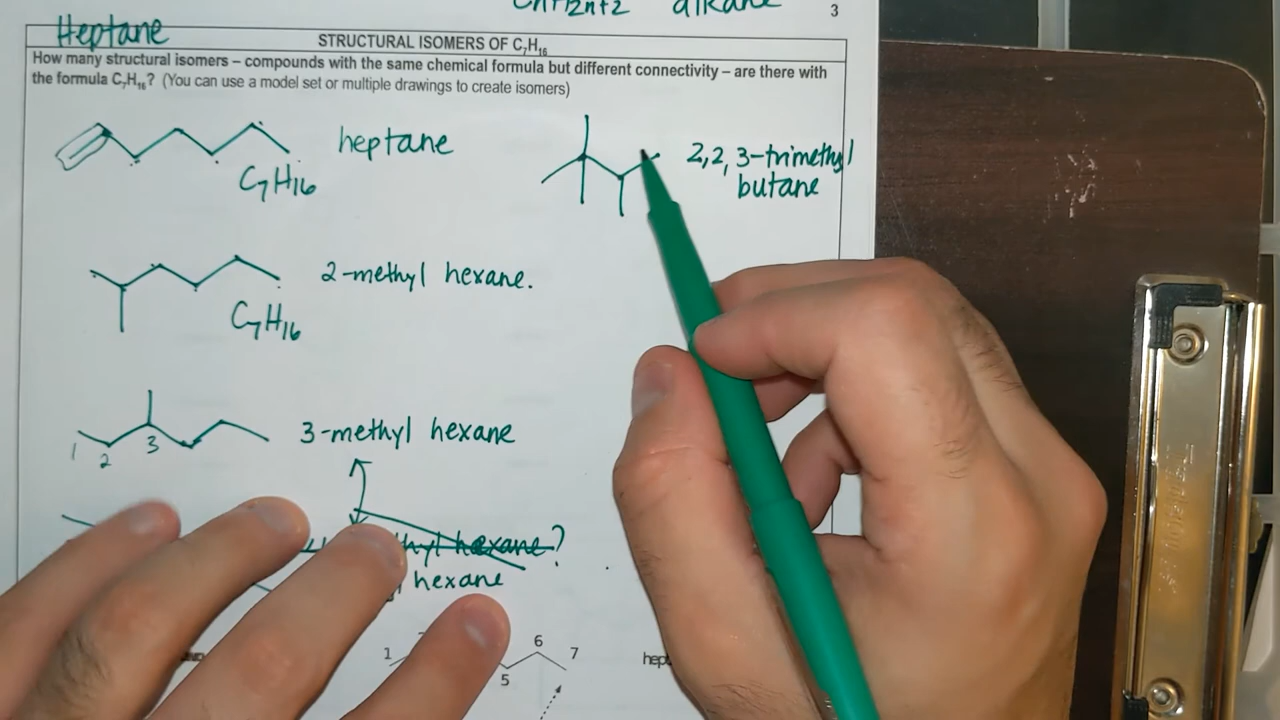 CnH2n+2 alkane
3
Heptane
STRUCTURAL ISOMERS OF C₇H₁₆
How many structural isomers – compounds with the same chemical formula but different connectivity – are there with
the formula C₇H₁₆? (You can use a model set or multiple drawings to create isomers)
heptane
C₇H₁₆
2,2,3-trimethyl
butane
2-methyl hexane.
C₇H₁₆
3-methyl hexane
1 2 3
hexane?
hexane
1
5
6
7